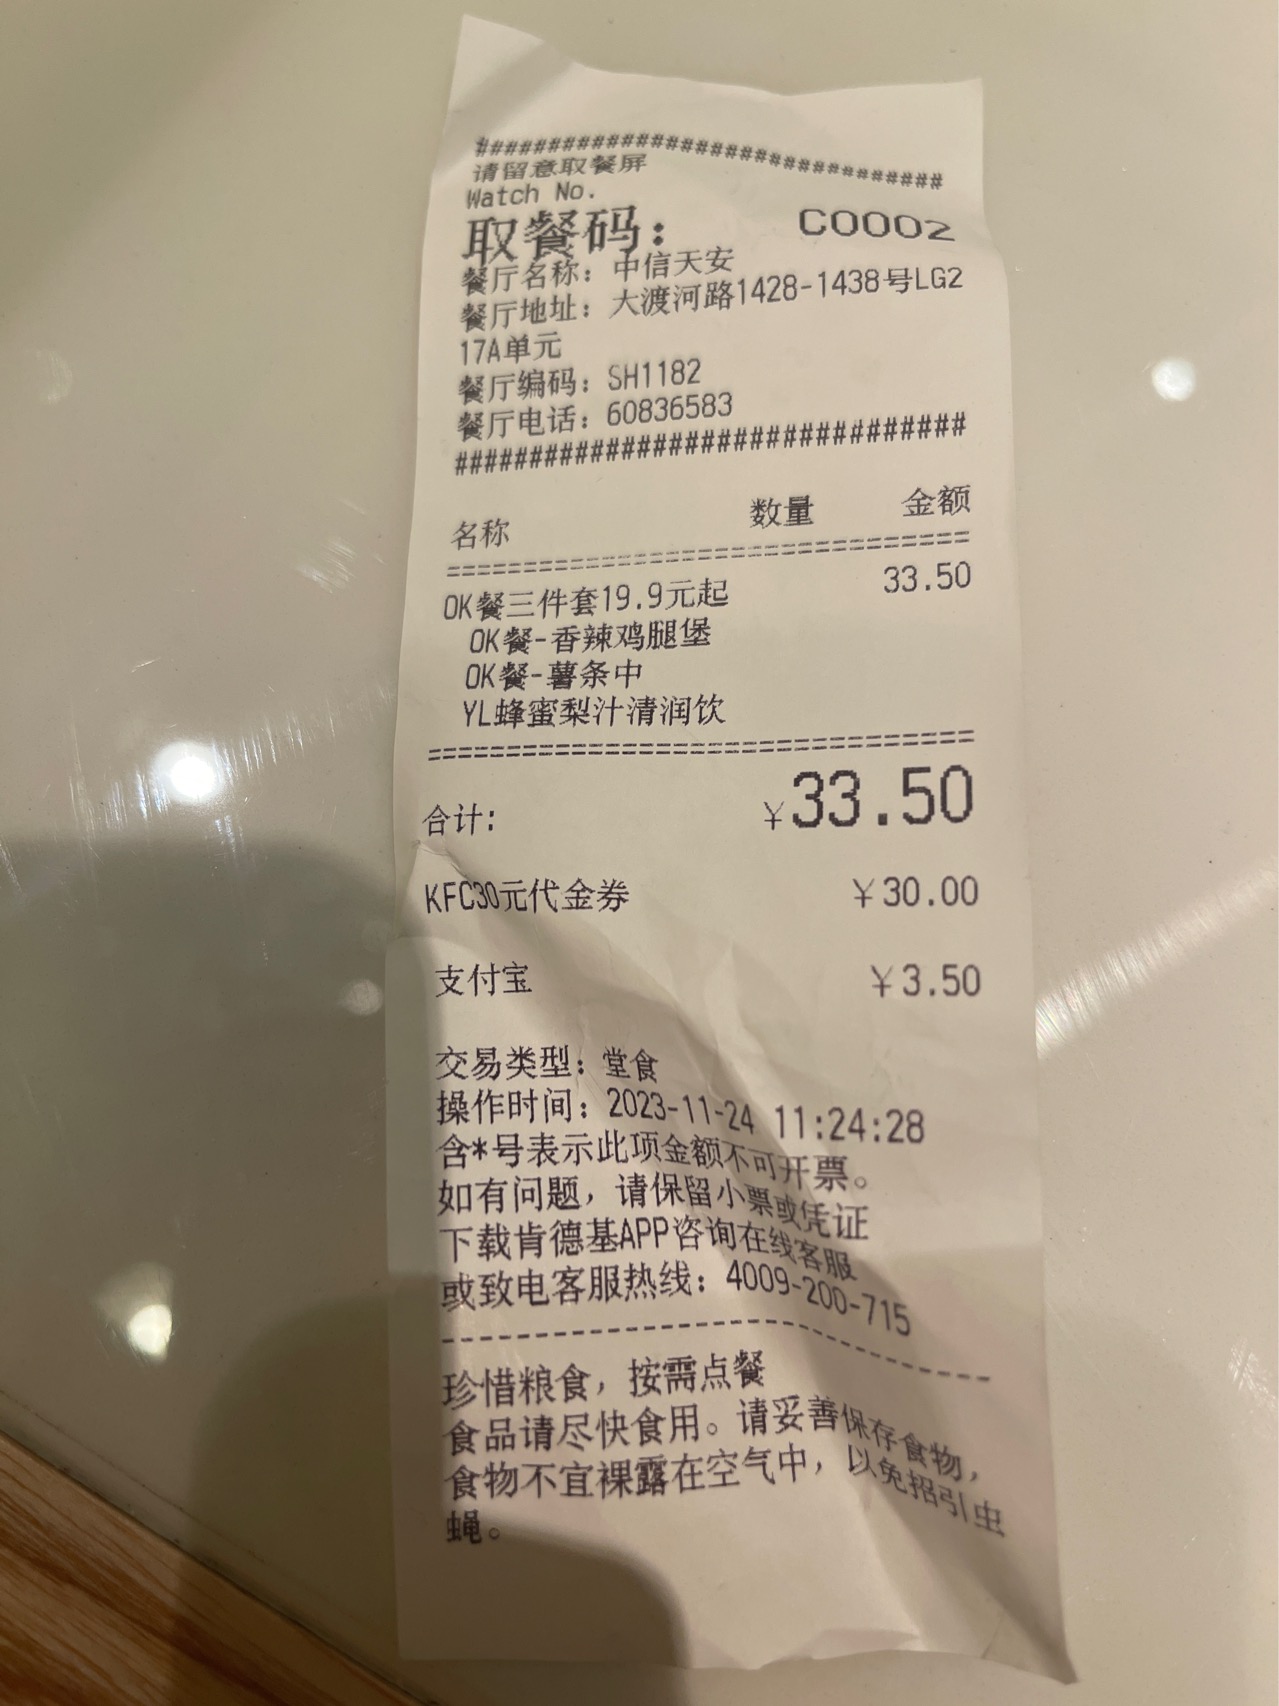 ################################
请留意取餐屏
Watch No.
取餐码: C0002
餐厅名称: 中信天安
餐厅地址: 大渡河路1428-1438号LG2
17A单元
餐厅编码: SH1182
餐厅电话: 60836583
################################
名称 数量 金额
================================
OK餐三件套19.9元起 33.50
OK餐-香辣鸡腿堡
OK餐-薯条中
YL蜂蜜梨汁清润饮
================================
合计: ¥33.50
KFC30元代金券 ¥30.00
支付宝 ¥3.50
交易类型: 堂食
操作时间: 2023-11-24 11:24:28
含*号表示此项金额不可开票。
如有问题，请保留小票或凭证
下载肯德基APP咨询在线客服
或致电客服热线: 4009-200-715
--------------------------------
珍惜粮食，按需点餐
食品请尽快食用。请妥善保存食物，
食物不宜裸露在空气中，以免招引虫
蝇。